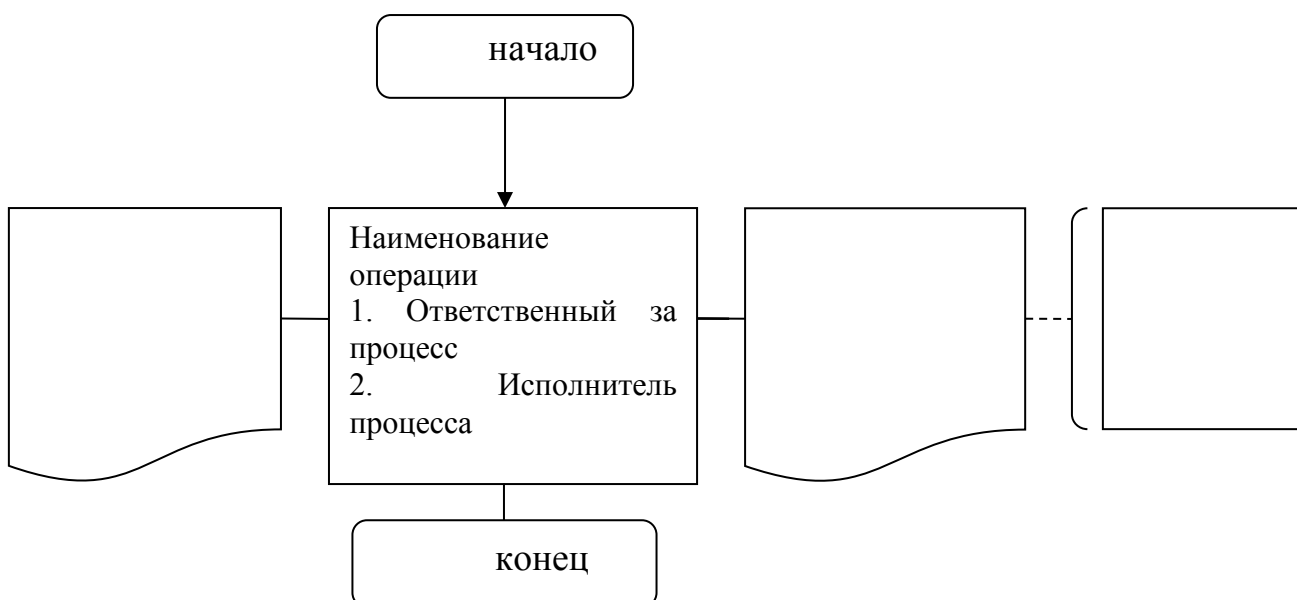 начало
Наименование
операции
1. Ответственный за
процесс
2. Исполнитель
процесса
конец